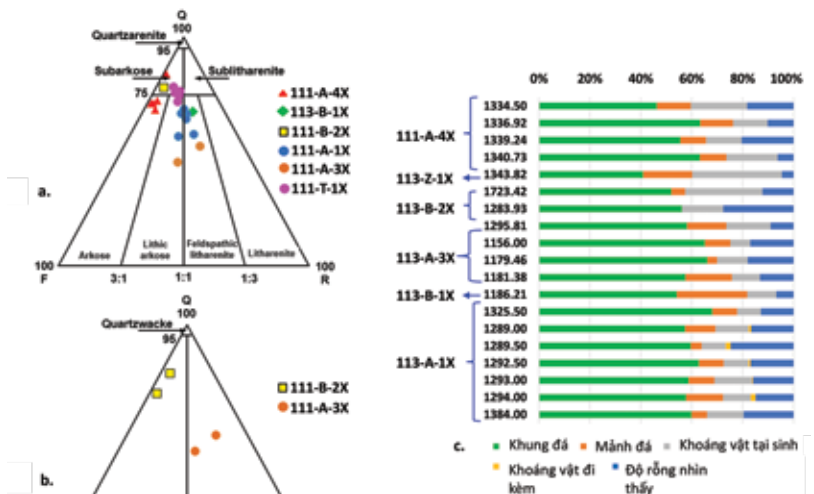 Q
100
Quartzarenite
95
Subarkose
Sublitharenite
75
111-A-4X
113-B-1X
111-B-2X
111-A-1X
111-A-3X
111-T-1X
a.
Arkose
Lithic
arkose
Feldspathic
litharenite
Litharenite
100
F
3:1
1:1
1:3
100
R
Q
100
Quartzwacke
95
111-B-2X
111-A-3X
b.
0% 20% 40% 60% 80% 100%
111-A-4X
1334.50
1336.92
1339.24
1340.73
113-Z-1X
1343.82
113-B-2X
1723.42
1283.93
1295.81
113-A-3X
1156.00
1179.46
1181.38
113-B-1X
1186.21
113-A-1X
1325.50
1289.00
1289.50
1292.50
1293.00
1294.00
1384.00
c.
Khung đá
Mảnh đá
Khoáng vật tại sinh
Khoáng vật đi
kèm
Độ rỗng nhìn
thấy